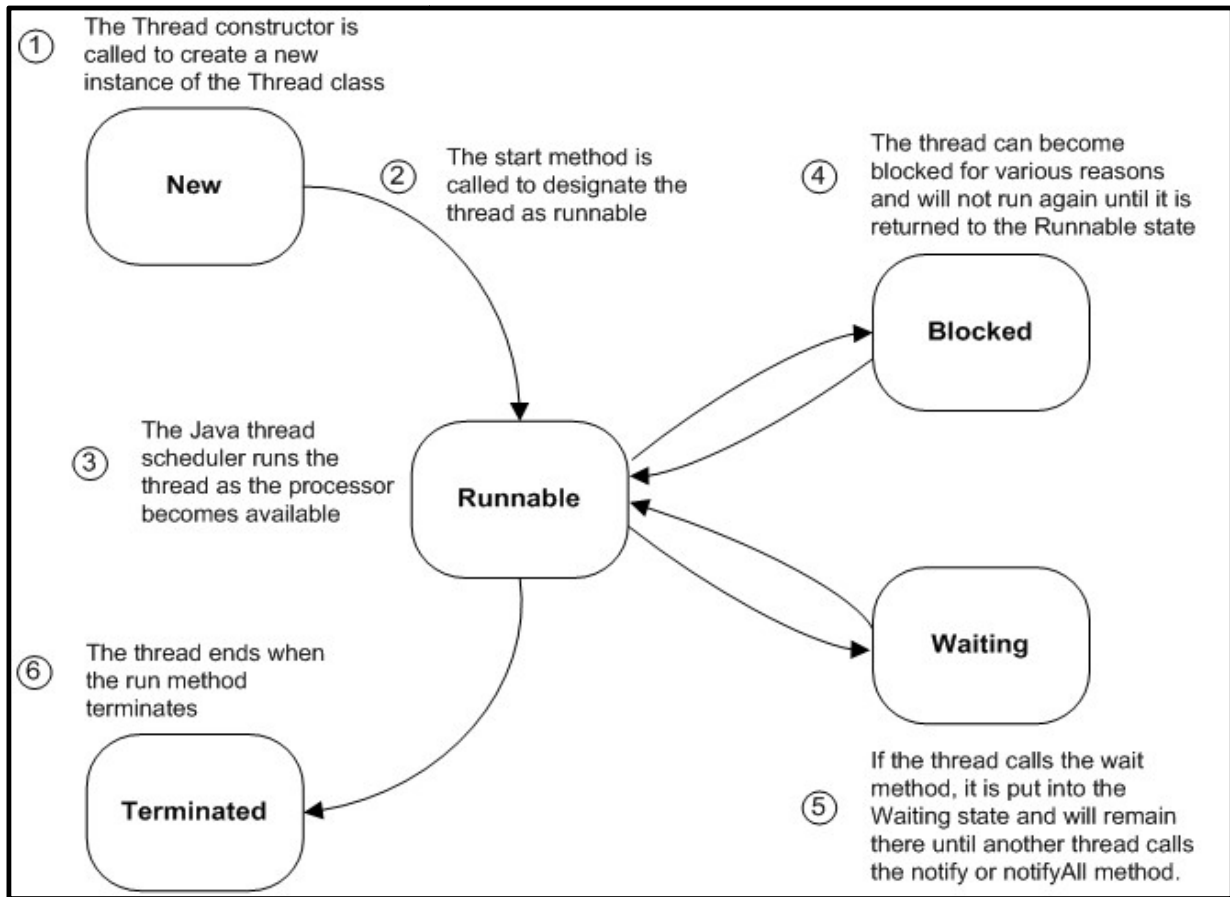 1
The Thread constructor is
called to create a new
instance of the Thread class
New
2
The start method is
called to designate the
thread as runnable
4
The thread can become
blocked for various reasons
and will not run again until it is
returned to the Runnable state
Blocked
3
The Java thread
scheduler runs the
thread as the processor
becomes available
Runnable
6
The thread ends when
the run method
terminates
Terminated
Waiting
5
If the thread calls the wait
method, it is put into the
Waiting state and will remain
there until another thread calls
the notify or notifyAll method.